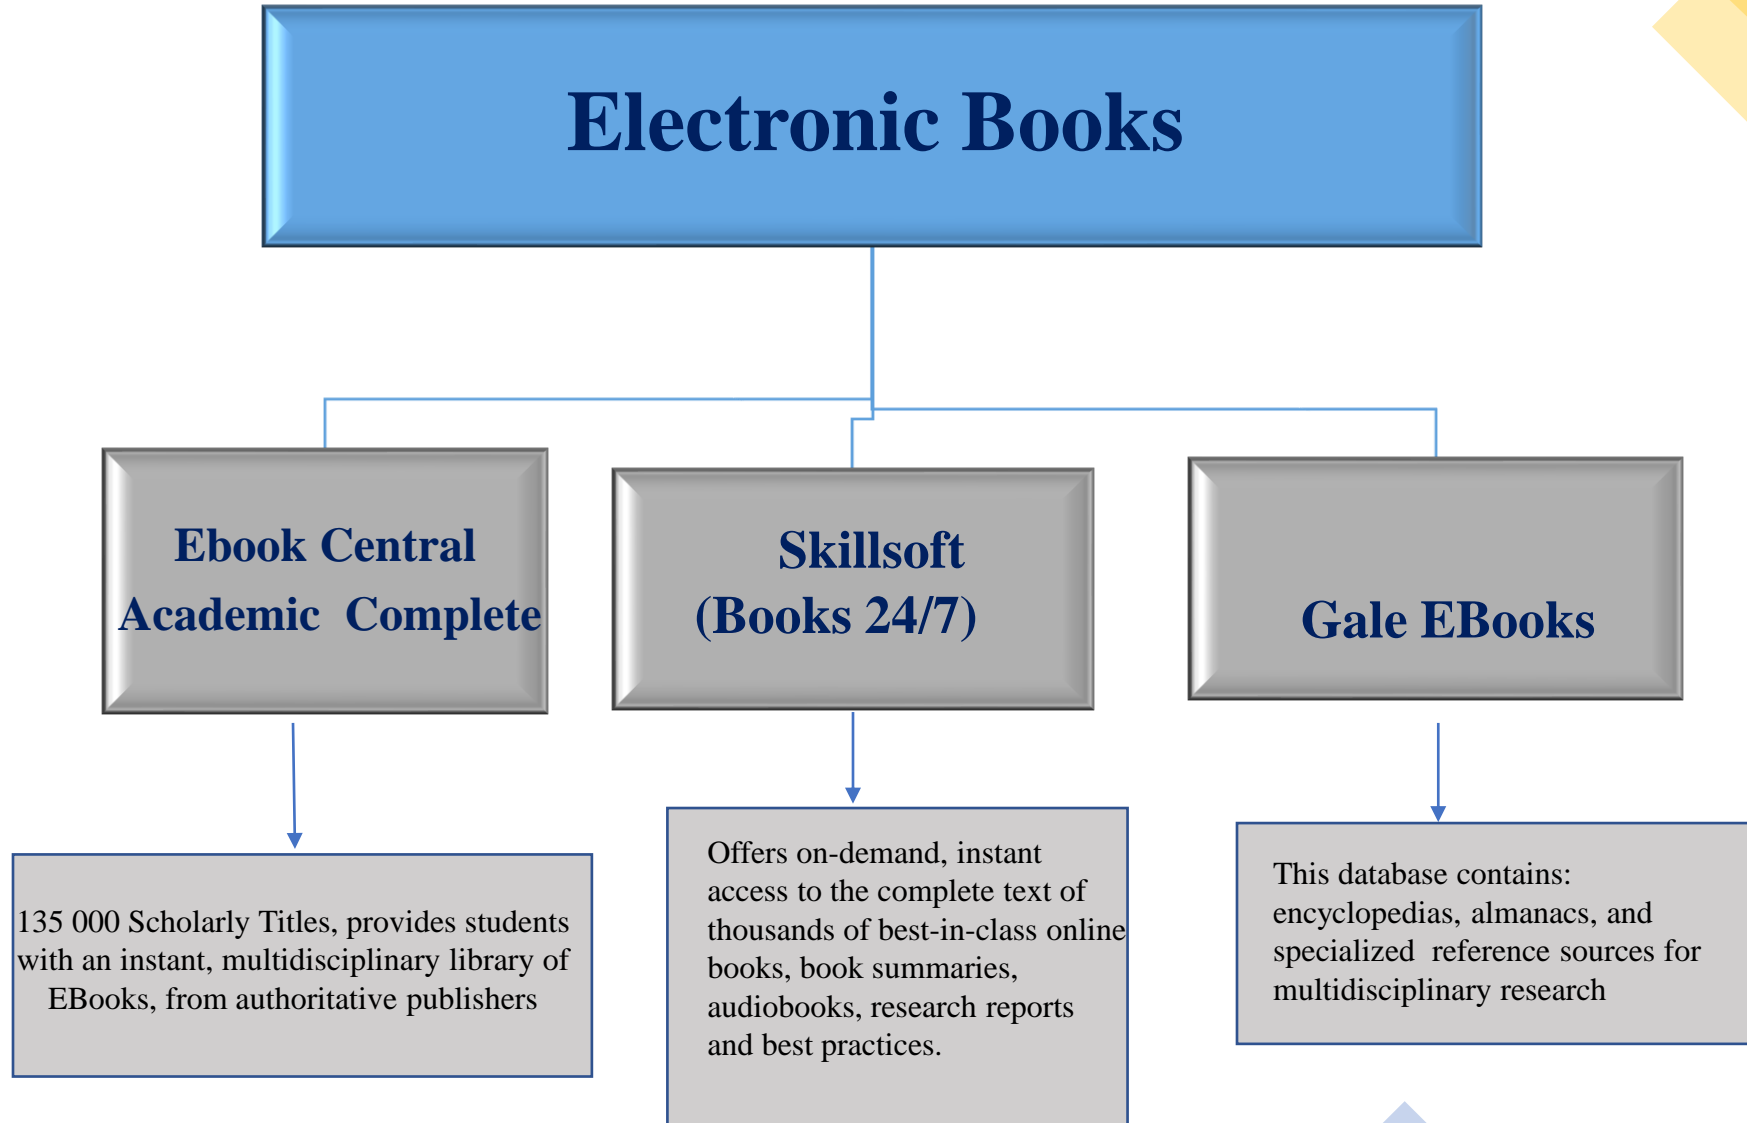 Electronic Books
Ebook Central
Academic  Complete
Skillsoft
(Books 24/7)
Gale EBooks
135 000 Scholarly Titles, provides students
with an instant, multidisciplinary library of
EBooks, from authoritative publishers
Offers on-demand, instant
access to the complete text of
thousands of best-in-class online
books, book summaries,
audiobooks, research reports
and best practices.
This database contains:
encyclopedias, almanacs, and
specialized  reference sources for
multidisciplinary research